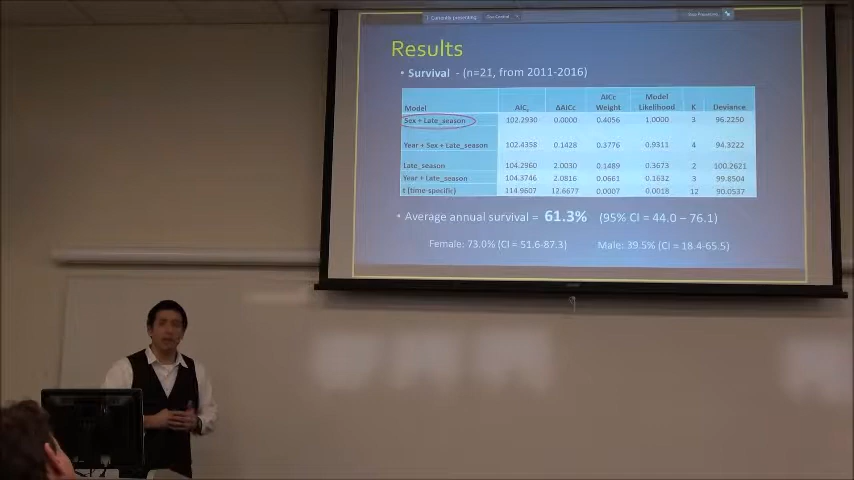 Currently presenting
Results
• Survival - (n=21, from 2011-2016)
Model AICc ΔAICc AICc Weight Model Likelihood K Deviance
Sex + Late_season 102.2930 0.0000 0.4056 1.0000 3 96.2250
Year + Sex + Late_season 102.4358 0.1428 0.3776 0.9311 4 94.3222
Late_season 104.2960 2.0030 0.1489 0.3673 2 100.2621
Year + Late_season 104.3746 2.0816 0.0661 0.1632 3 99.8504
t (time-specific) 114.9607 12.6677 0.0007 0.0018 12 90.0537
• Average annual survival = 61.3% (95% CI = 44.0 – 76.1)
Female: 73.0% (CI = 51.6-87.3) Male: 39.5% (CI = 18.4-65.5)